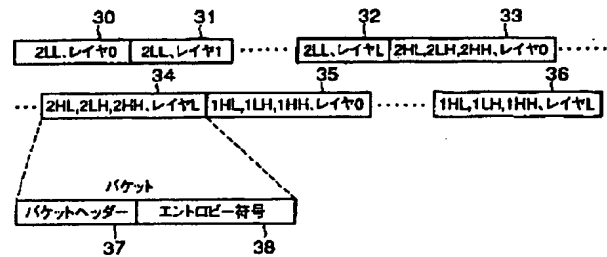 30 31 32 33
2LL、レイヤ0 2LL、レイヤ1 2LL、レイヤL 2HL,2LH,2HH、レイヤ0
34 35 36
2HL,2LH,2HH、レイヤL 1HL,1LH,1HH、レイヤ0 1HL,1LH,1HH、レイヤL
パケット
パケットヘッダー エントロピー符号
37 38